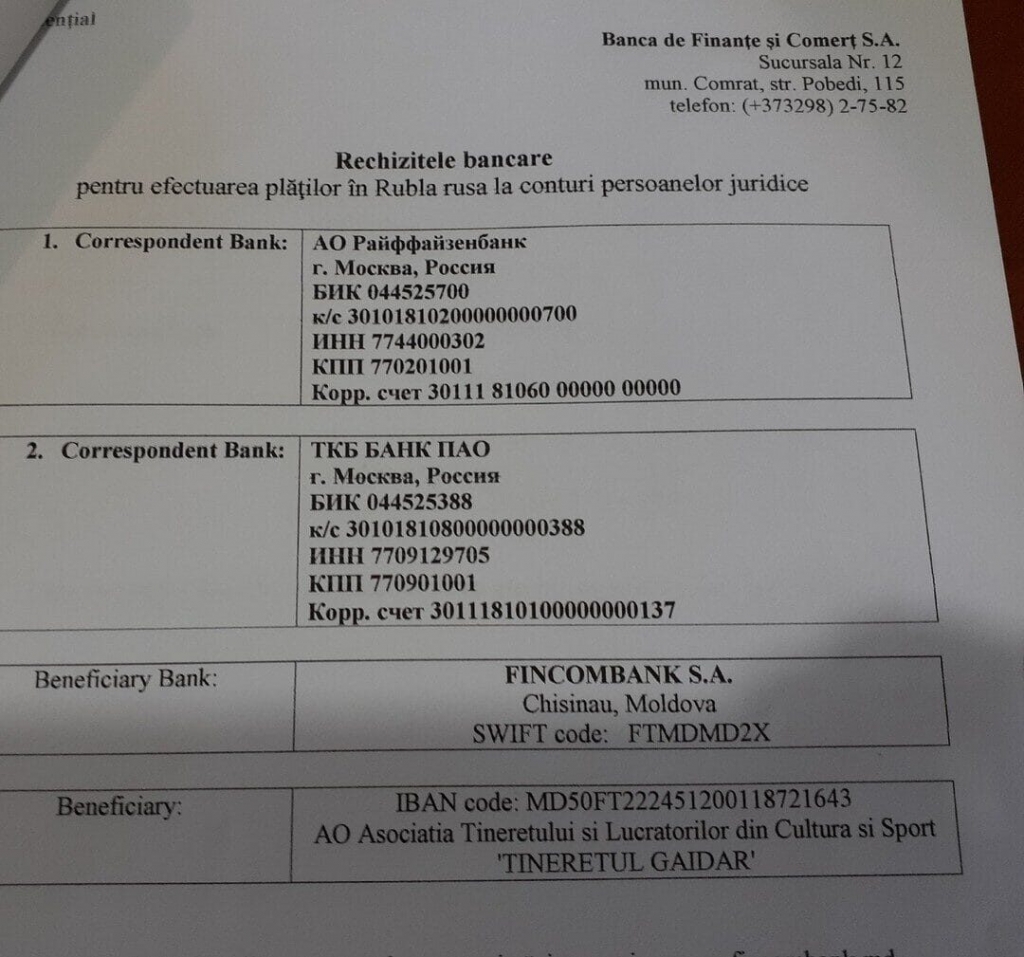 ențial
Banca de Finanțe și Comerț S.A.
Sucursala Nr. 12
mun. Comrat, str. Pobedi, 115
telefon: (+373298) 2-75-82
Rechizitele bancare
pentru efectuarea plăților în Rubla rusa la conturi persoanelor juridice
1. Correspondent Bank:
АО Райффайзенбанк
г. Москва, Россия
БИК 044525700
к/с 30101810200000000700
ИНН 7744000302
КПП 770201001
Корр. счет 30111 81060 00000 00000
2. Correspondent Bank:
ТКБ БАНК ПАО
г. Москва, Россия
БИК 044525388
к/с 30101810800000000388
ИНН 7709129705
КПП 770901001
Корр. счет 30111810100000000137
Beneficiary Bank:
FINCOMBANK S.A.
Chisinau, Moldova
SWIFT code: FTMDMD2X
Beneficiary:
IBAN code: MD50FT222451200118721643
AO Asociatia Tineretului si Lucratorilor din Cultura si Sport
'TINERETUL GAIDAR'